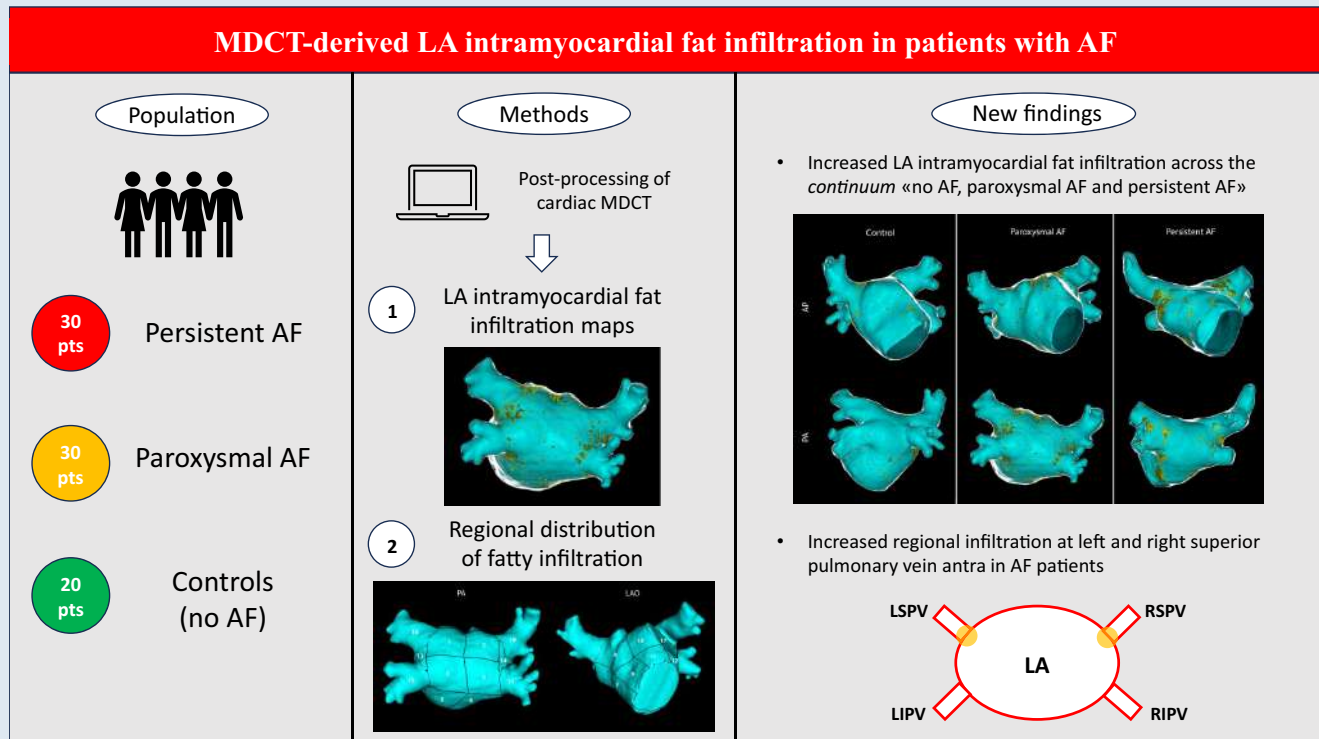 MDCT-derived LA intramyocardial fat infiltration in patients with AF
Population
30
pts
Persistent AF
30
pts
Paroxysmal AF
20
pts
Controls
(no AF)
Methods
Post-processing of
cardiac MDCT
1
LA intramyocardial fat
infiltration maps
2
Regional distribution
of fatty infiltration
PA
LAO
New findings
• Increased LA intramyocardial fat infiltration across the
continuum «no AF, paroxysmal AF and persistent AF»
Control
Paroxysmal AF
Persistent AF
AP
PA
• Increased regional infiltration at left and right superior
pulmonary vein antra in AF patients
LSPV
RSPV
LA
LIPV
RIPV